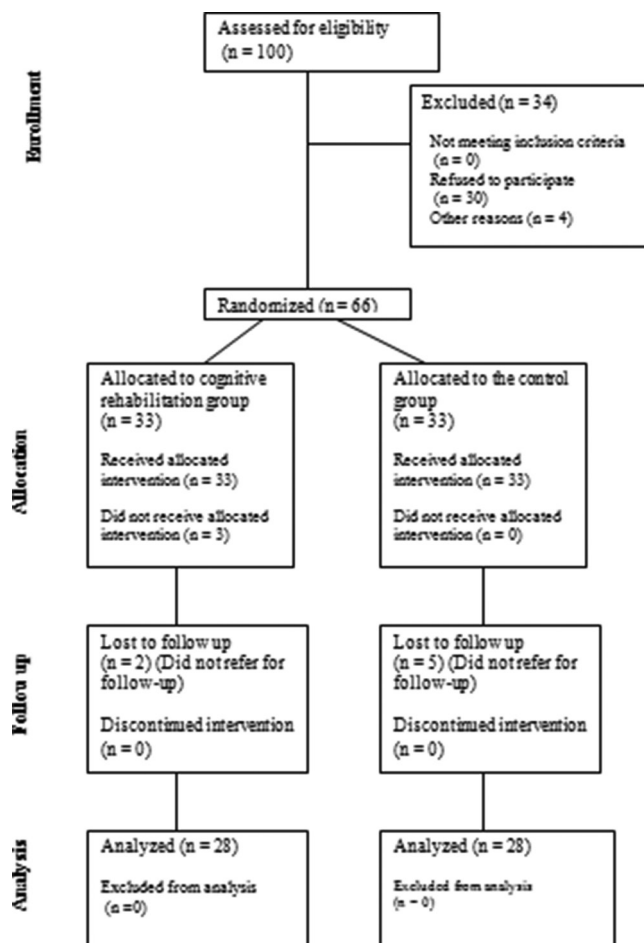 Assessed for eligibility
(n = 100)
Enrollment
Excluded (n = 34)
Not meeting inclusion criteria
(n = 0)
Refused to participate
(n = 30)
Other reasons (n = 4)
Randomized (n = 66)
Allocation
Allocated to cognitive
rehabilitation group
(n = 33)
Received allocated
intervention (n = 33)
Did not receive allocated
intervention (n = 3)
Allocated to the control
group
(n = 33)
Received allocated
intervention (n = 33)
Did not receive allocated
intervention (n = 0)
Follow up
Lost to follow up
(n = 2) (Did not refer for
follow-up)
Discontinued intervention
(n = 0)
Lost to follow up
(n = 5) (Did not refer for
follow-up)
Discontinued intervention
(n = 0)
Analysis
Analyzed (n = 28)
Excluded from analysis
(n =0)
Analyzed (n = 28)
Excluded from analysis
(n = 0)